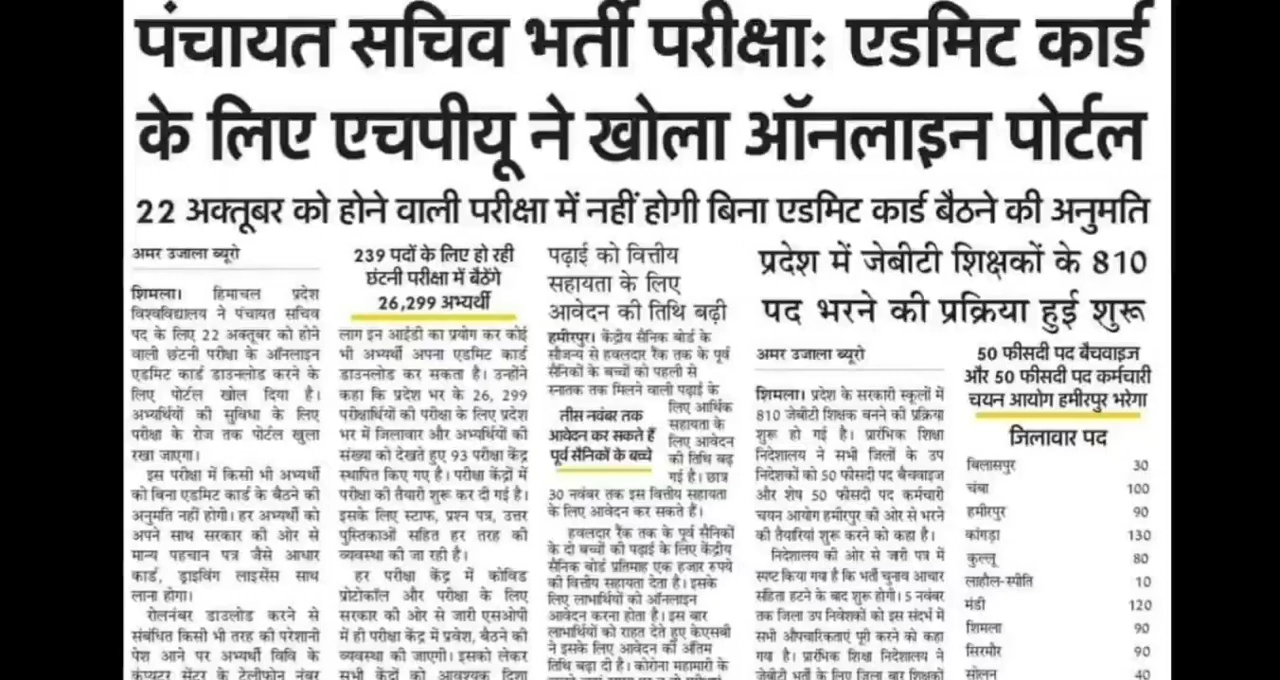 पंचायत सचिव भर्ती परीक्षाः एडमिट कार्ड
के लिए एचपीयू ने खोला ऑनलाइन पोर्टल
22 अक्तूबर को होने वाली परीक्षा में नहीं होगी बिना एडमिट कार्ड बैठने की अनुमति
अमर उजाला ब्यूरो
शिमला। हिमाचल प्रदेश
विश्वविद्यालय ने पंचायत सचिव
पद के लिए 22 अक्तूबर को होने
वाली छंटनी परीक्षा के ऑनलाइन
एडमिट कार्ड डाउनलोड करने के
लिए पोर्टल खोल दिया है।
अभ्यर्थियों की सुविधा के लिए
परीक्षा के रोज तक पोर्टल खुला
रखा जाएगा।
इस परीक्षा में किसी भी अभ्यर्थी
को बिना एडमिट कार्ड के बैठने की
अनुमति नहीं होगी। हर अभ्यर्थी को
अपने साथ सरकार की ओर से
मान्य पहचान पत्र जैसे आधार
कार्ड, ड्राइविंग लाइसेंस साथ
लाना होगा।
रोलनंबर डाउलोड करने से
संबंधित किसी भी तरह की परेशानी
पेश आने पर अभ्यर्थी विवि के
कंप्यूटर सेंटर के टेलीफोन नंबर
239 पदों के लिए हो रही
छंटनी परीक्षा में बैठेंगे
26,299 अभ्यर्थी
लाग इन आईडी का प्रयोग कर कोई
भी अभ्यर्थी अपना एडमिट कार्ड
डाउनलोड कर सकता है। उन्होंने
कहा कि प्रदेश भर के 26, 299
परीक्षार्थियों की परीक्षा के लिए प्रदेश
भर में जिलावार और अभ्यर्थियों की
संख्या को देखते हुए 93 परीक्षा केंद्र
स्थापित किए गए है। परीक्षा केंद्रों में
परीक्षा की तैयारी शुरू कर दी गई है।
इसके लिए स्टाफ, प्रश्न पत्र, उत्तर
पुस्तिकाओं सहित हर तरह की
व्यवस्था की जा रही है।
हर परीक्षा केंद्र में कोविड
प्रोटोकॉल और परीक्षा के लिए
सरकार की ओर से जारी एसओपी
में ही परीक्षा केंद्र में प्रवेश, बैठने की
व्यवस्था की जाएगी। इसको लेकर
सभी केंद्रों को आवश्यक दिशा
पढ़ाई को वित्तीय
सहायता के लिए
आवेदन की तिथि बढ़ी
हमीरपुर। केंद्रीय सैनिक बोर्ड के
सौजन्य से हवलदार रैंक तक के पूर्व
सैनिकों के बच्चों को पहली से
स्नातक तक मिलने वाली पढ़ाई के
तीस नवंबर तक
आवेदन कर सकते हैं
पूर्व सैनिकों के बच्चे
लिए आर्थिक
सहायता के
लिए आवेदन
की तिथि बढ़
गई है। छात्र
30 नवंबर तक इस वित्तीय सहायता
के लिए आवेदन कर सकते हैं।
हवलदार रैंक तक के पूर्व सैनिकों
के दो बच्चों की पढ़ाई के लिए केंद्रीय
सैनिक बोर्ड प्रतिमाह एक हजार रुपये
की वित्तीय सहायता देता है। इसके
लिए लाभार्थियों को ऑनलाइन
आवेदन करना होता है। इस बार
लाभार्थियों को राहत देते हुए केएसबी
ने इसके लिए आवेदन की अंतिम
तिथि बढ़ा दी है। कोरोना महामारी के
प्रदेश में जेबीटी शिक्षकों के 810
पद भरने की प्रक्रिया हुई शुरू
अमर उजाला ब्यूरो
शिमला। प्रदेश के सरकारी स्कूलों में
810 जेबीटी शिक्षक बनने की प्रक्रिया
शुरू हो गई है। प्रारंभिक शिक्षा
निदेशालय ने सभी जिलों के उप
निदेशकों को 50 फीसदी पद बैचवाइज
और शेष 50 फीसदी पद कर्मचारी
चयन आयोग हमीरपुर की ओर से भरने
की तैयारियां शुरू करने को कहा है।
निदेशालय की ओर से जारी पत्र में
स्पष्ट किया गया है कि भर्ती चुनाव आचार
संहिता हटने के बाद शुरू होगी। 5 नवंबर
तक जिला उप निदेशकों को इस संदर्भ में
सभी औपचारिकताएं पूरी करने को कहा
गया है। प्रारंभिक शिक्षा निदेशालय ने
जेबीटी भर्ती के लिए जिला बार शिक्षकों
50 फीसदी पद बैचवाइज
और 50 फीसदी पद कर्मचारी
चयन आयोग हमीरपुर भरेगा
जिलावार पद
बिलासपुर 30
चंबा 100
हमीरपुर 90
कांगड़ा 130
कुल्लू 80
लाहौल-स्पीति 10
मंडी 120
शिमला 90
सिरमौर 90
सोलन 40